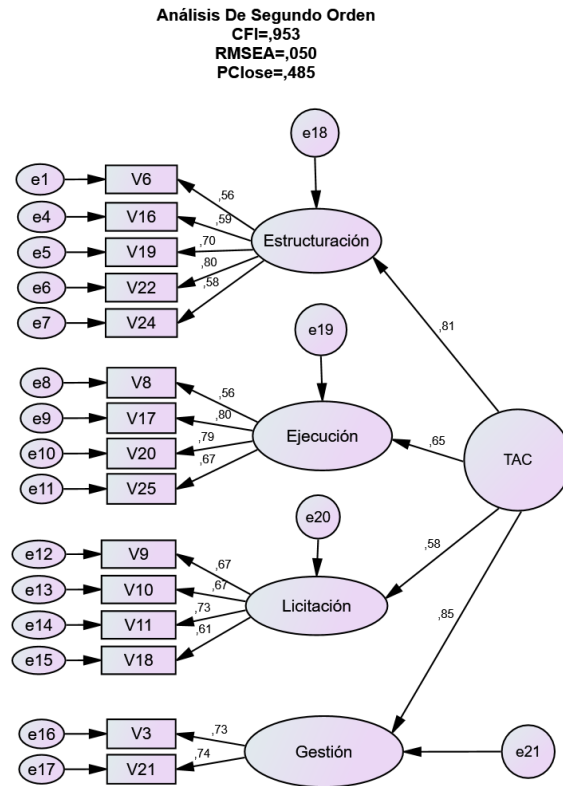 Análisis De Segundo Orden
CFI=,953
RMSEA=,050
PClose=,485
e18
e1 V6 ,56
e4 V16 ,59
e5 V19 ,70
e6 V22 ,80
e7 V24 ,58
Estructuración
,81
e19
e8 V8 ,56
e9 V17 ,80
e10 V20 ,79
e11 V25 ,67
Ejecución
,65
TAC
e20
e12 V9 ,67
e13 V10 ,67
e14 V11 ,73
e15 V18 ,61
Licitación
,58
,85
e16 V3 ,73
e17 V21 ,74
Gestión
e21